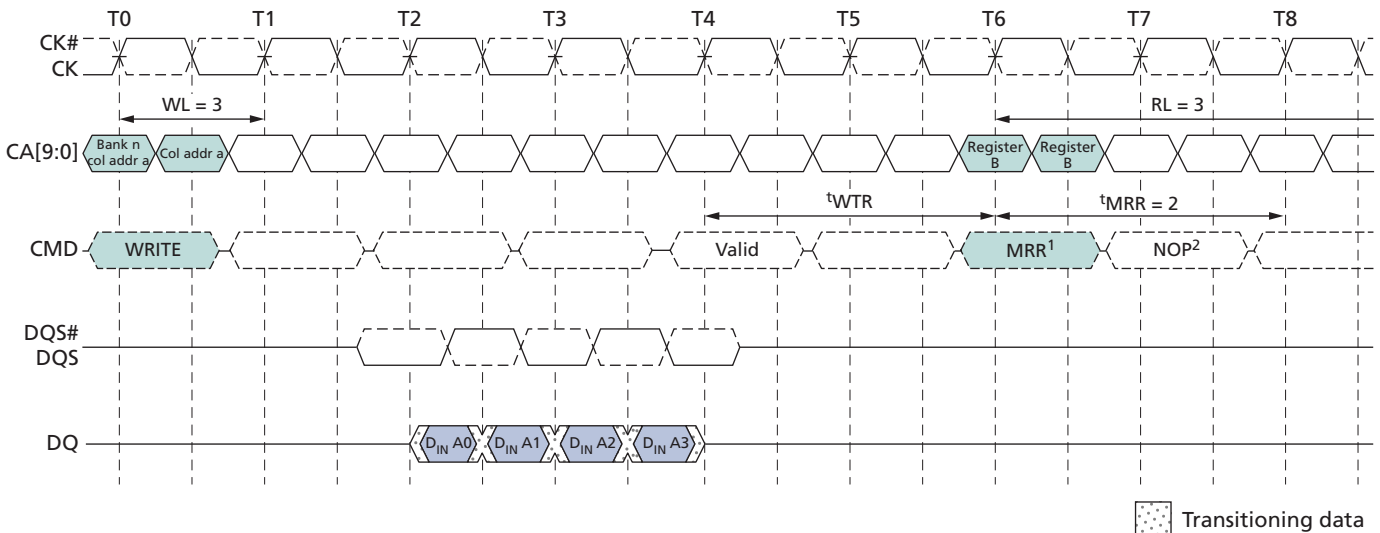 T0 T1 T2 T3 T4 T5 T6 T7 T8
CK#
CK
WL = 3 RL = 3
CA[9:0] Bank n col addr a Col addr a Register B Register B
tWTR tMRR = 2
CMD WRITE Valid MRR1 NOP2
DQS#
DQS
DQ DIN A0 DIN A1 DIN A2 DIN A3
Transitioning data